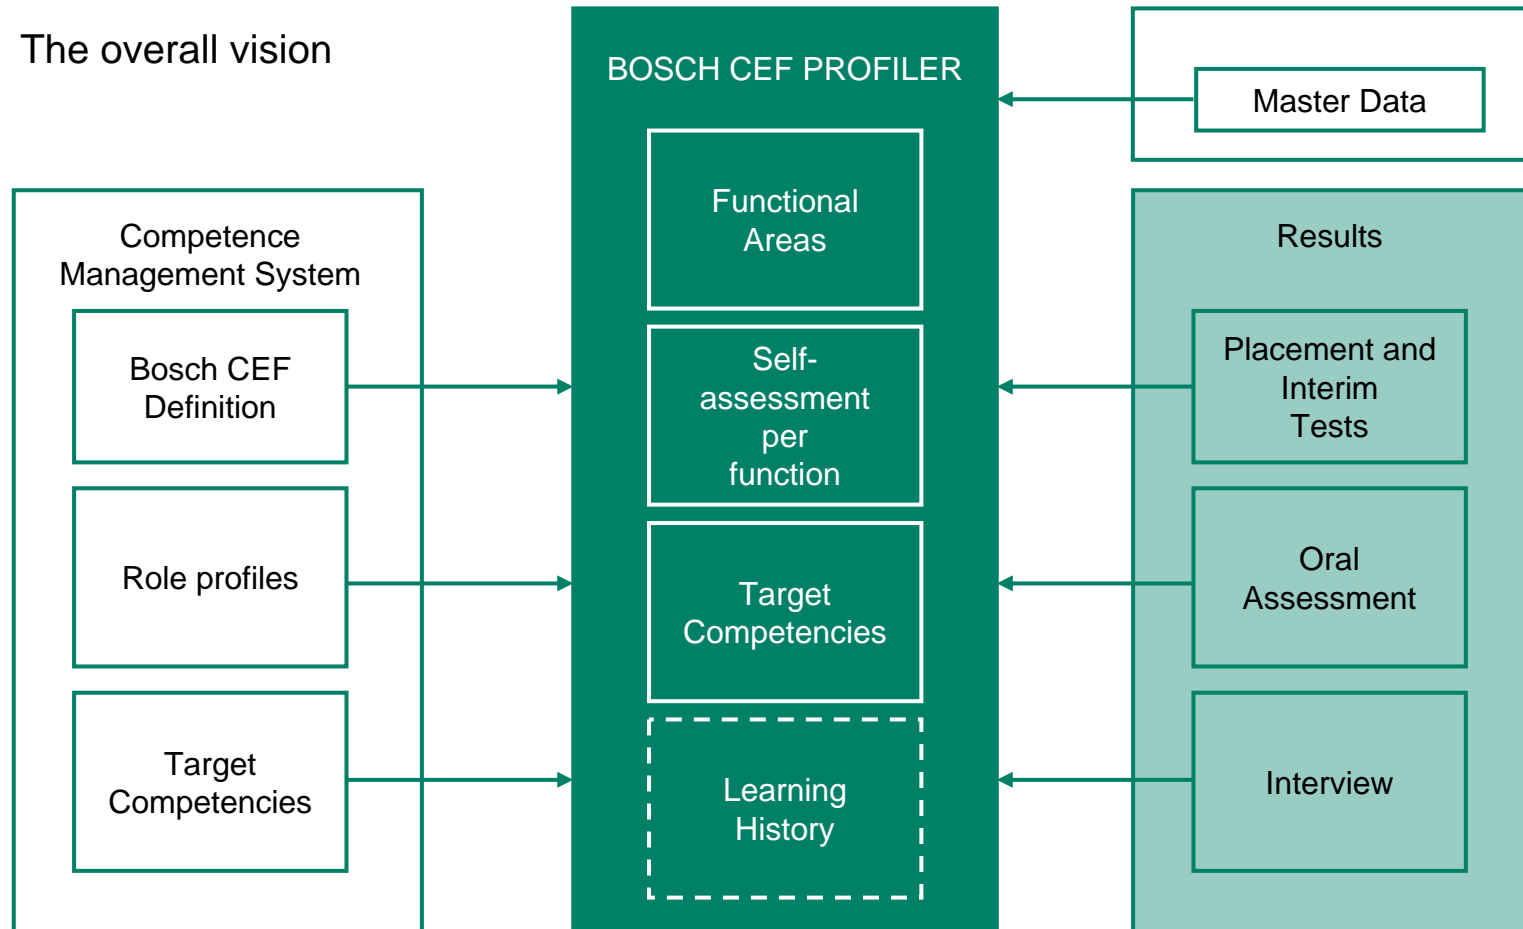 The overall vision
Competence
Management System
Bosch CEF
Definition
Role profiles
Target
Competencies
BOSCH CEF PROFILER
Functional
Areas
Self-
assessment
per
function
Target
Competencies
Learning
History
Master Data
Results
Placement and
Interim
Tests
Oral
Assessment
Interview